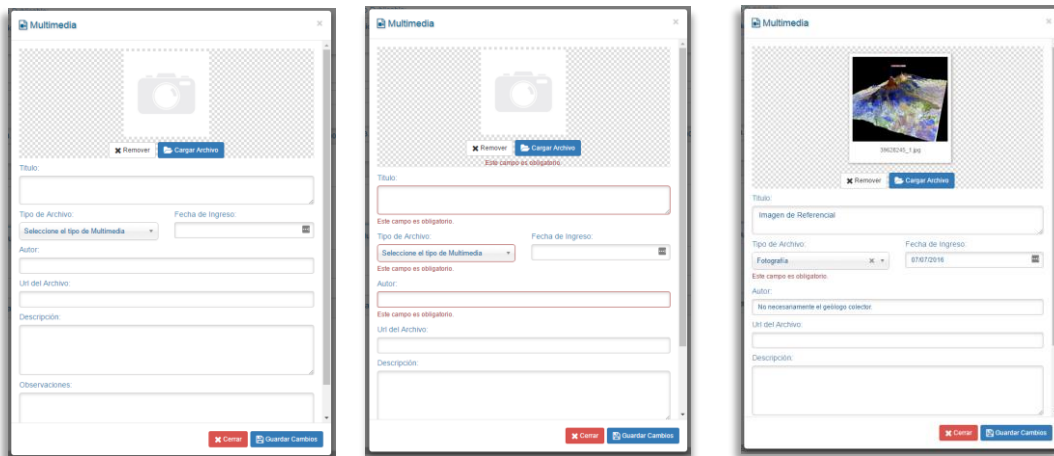 Multimedia
×
Remover Cargar Archivo
Título:
Tipo de Archivo: Fecha de Ingreso:
Seleccione el tipo de Multimedia
Autor:
Url del Archivo:
Descripción:
Observaciones:
Cerrar Guardar Cambios
Multimedia
×
Remover Cargar Archivo
Este campo es obligatorio.
Título:
Este campo es obligatorio.
Tipo de Archivo: Fecha de Ingreso:
Seleccione el tipo de Multimedia
Este campo es obligatorio.
Autor:
Este campo es obligatorio.
Url del Archivo:
Descripción:
Cerrar Guardar Cambios
Multimedia
×
39628245_1.jpg
Remover Cargar Archivo
Título:
Imagen de Referencial
Tipo de Archivo: Fecha de Ingreso:
Fotografía × 07/07/2016
Este campo es obligatorio.
Autor:
No necesariamente el geólogo colector.
Url del Archivo:
Descripción:
Cerrar Guardar Cambios